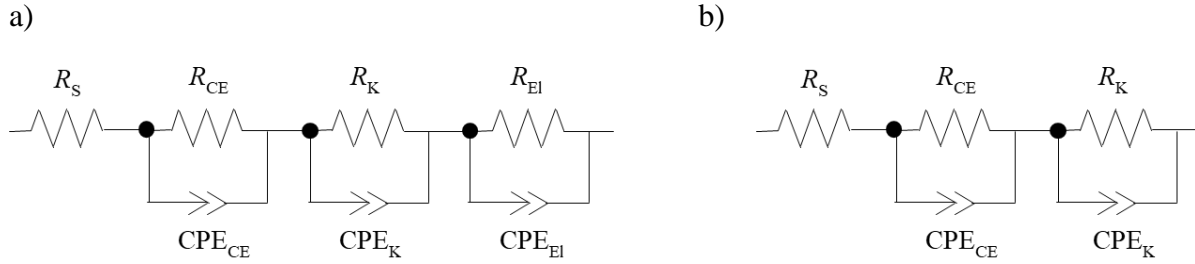 a)
b)
R_S R_CE R_K R_El
CPE_CE CPE_K CPE_El
R_S R_CE R_K
CPE_CE CPE_K